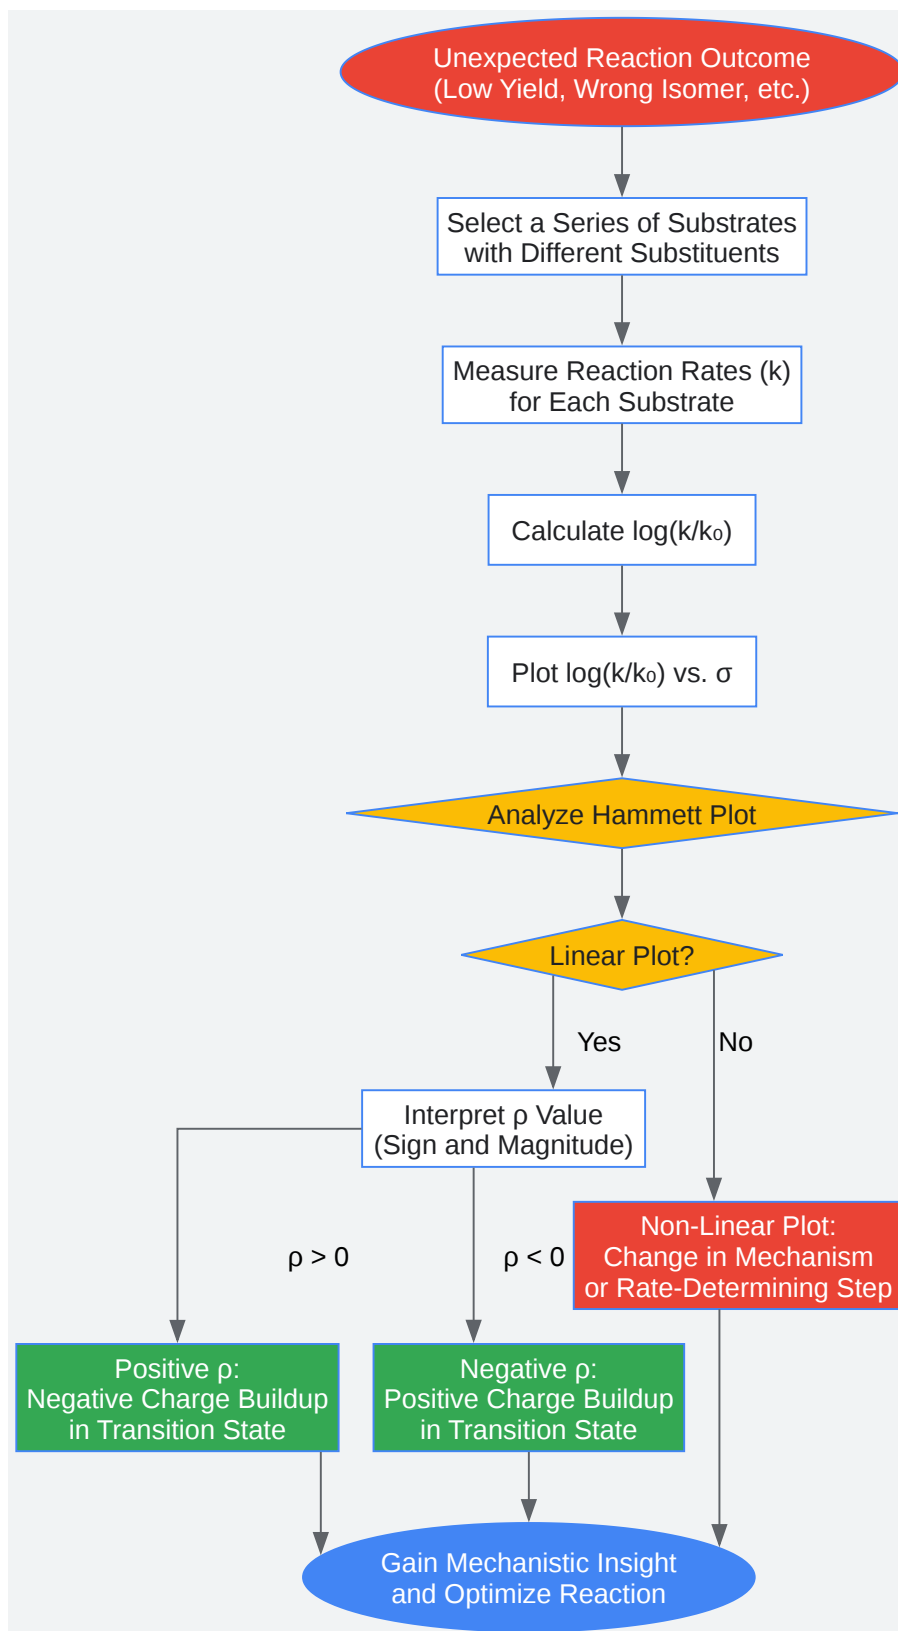 Unexpected Reaction Outcome
(Low Yield, Wrong Isomer, etc.)
Select a Series of Substrates
with Different Substituents
Measure Reaction Rates (k)
for Each Substrate
Calculate log(k/k₀)
Plot log(k/k₀) vs. σ
Analyze Hammett Plot
Linear Plot?
Yes
No
Interpret ρ Value
(Sign and Magnitude)
ρ > 0
ρ < 0
Non-Linear Plot:
Change in Mechanism
or Rate-Determining Step
Positive ρ:
Negative Charge Buildup
in Transition State
Negative ρ:
Positive Charge Buildup
in Transition State
Gain Mechanistic Insight
and Optimize Reaction